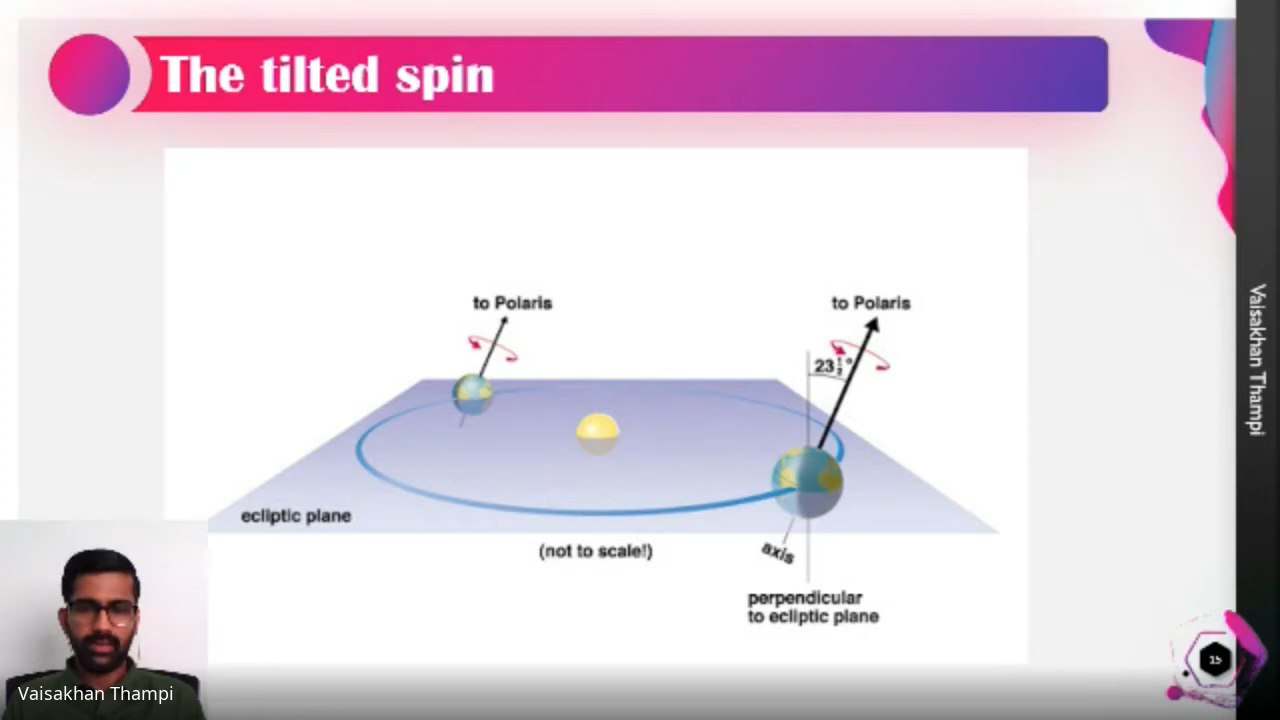 The tilted spin
to Polaris
to Polaris
23½°
ecliptic plane
(not to scale!)
axis
perpendicular
to ecliptic plane
Vaisakhan Thampi
Vaisakhan Thampi
15